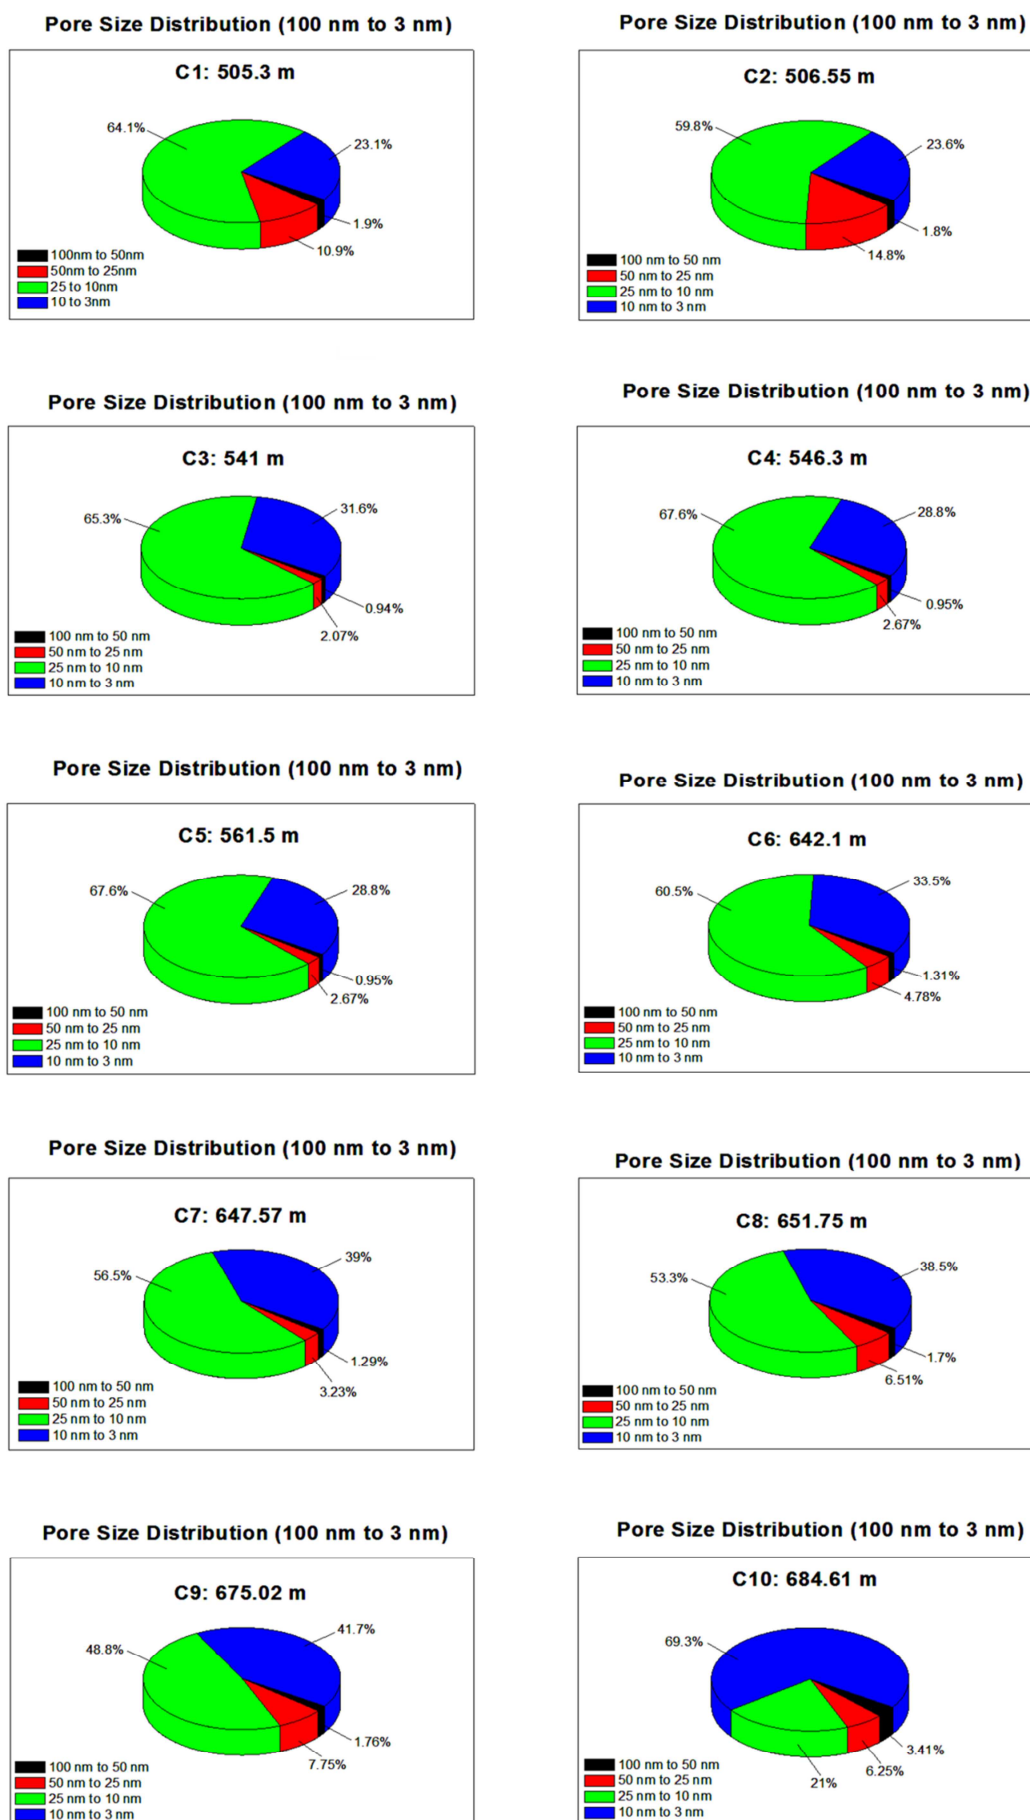 Pore Size Distribution (100 nm to 3 nm)
C1: 505.3 m
64.1%
23.1%
1.9%
10.9%
100nm to 50nm
50nm to 25nm
25 to 10nm
10 to 3nm
Pore Size Distribution (100 nm to 3 nm)
C2: 506.55 m
59.8%
23.6%
1.8%
14.8%
100 nm to 50 nm
50 nm to 25 nm
25 nm to 10 nm
10 nm to 3 nm
Pore Size Distribution (100 nm to 3 nm)
C3: 541 m
65.3%
31.6%
0.94%
2.07%
100 nm to 50 nm
50 nm to 25 nm
25 nm to 10 nm
10 nm to 3 nm
Pore Size Distribution (100 nm to 3 nm)
C4: 546.3 m
67.6%
28.8%
0.95%
2.67%
100 nm to 50 nm
50 nm to 25 nm
25 nm to 10 nm
10 nm to 3 nm
Pore Size Distribution (100 nm to 3 nm)
C5: 561.5 m
67.6%
28.8%
0.95%
2.67%
100 nm to 50 nm
50 nm to 25 nm
25 nm to 10 nm
10 nm to 3 nm
Pore Size Distribution (100 nm to 3 nm)
C6: 642.1 m
60.5%
33.5%
1.31%
4.78%
100 nm to 50 nm
50 nm to 25 nm
25 nm to 10 nm
10 nm to 3 nm
Pore Size Distribution (100 nm to 3 nm)
C7: 647.57 m
56.5%
39%
1.29%
3.23%
100 nm to 50 nm
50 nm to 25 nm
25 nm to 10 nm
10 nm to 3 nm
Pore Size Distribution (100 nm to 3 nm)
C8: 651.75 m
53.3%
38.5%
1.7%
6.51%
100 nm to 50 nm
50 nm to 25 nm
25 nm to 10 nm
10 nm to 3 nm
Pore Size Distribution (100 nm to 3 nm)
C9: 675.02 m
48.8%
41.7%
1.76%
7.75%
100 nm to 50 nm
50 nm to 25 nm
25 nm to 10 nm
10 nm to 3 nm
Pore Size Distribution (100 nm to 3 nm)
C10: 684.61 m
69.3%
3.41%
6.25%
21%
100 nm to 50 nm
50 nm to 25 nm
25 nm to 10 nm
10 nm to 3 nm